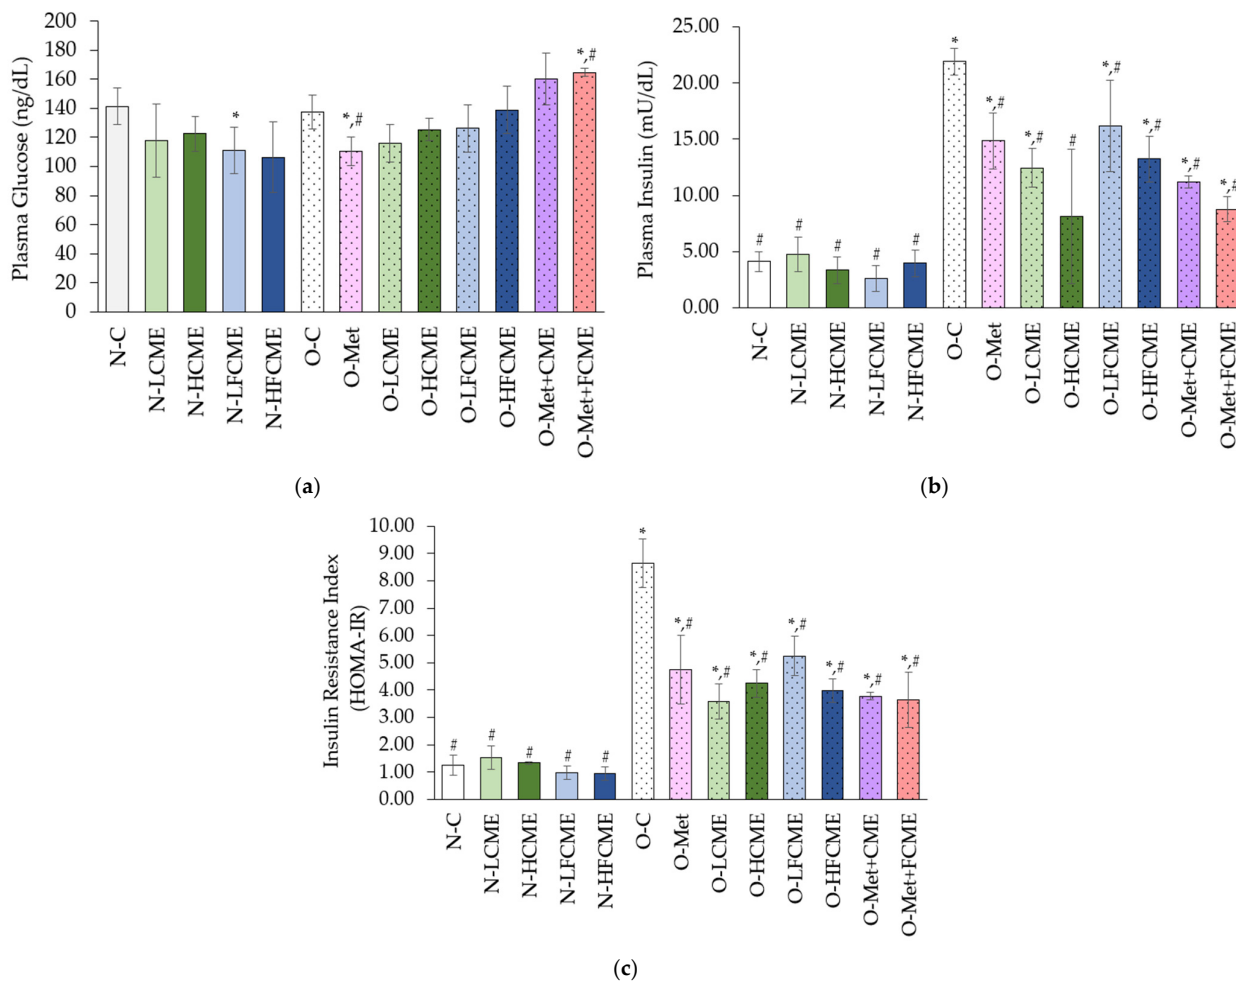 Plasma Glucose (ng/dL)
200
180
160
140
120
100
80
60
40
20
0
*
*,#
*,#
N-C
N-LCME
N-HCME
N-LFCME
N-HFCME
O-C
O-Met
O-LCME
O-HCME
O-LFCME
O-HFCME
O-Met+CME
O-Met+FCME
(a)
Plasma Insulin (mU/dL)
25.00
20.00
15.00
10.00
5.00
0.00
#
#
#
#
#
*
*,#
*,#
#
*,#
*,#
*,#
*,#
N-C
N-LCME
N-HCME
N-LFCME
N-HFCME
O-C
O-Met
O-LCME
O-HCME
O-LFCME
O-HFCME
O-Met+CME
O-Met+FCME
(b)
Insulin Resistance Index
(HOMA-IR)
10.00
9.00
8.00
7.00
6.00
5.00
4.00
3.00
2.00
1.00
0.00
#
#
#
#
#
*
*,#
*,#
*,#
*,#
*,#
*,#
*,#
N-C
N-LCME
N-HCME
N-LFCME
N-HFCME
O-C
O-Met
O-LCME
O-HCME
O-LFCME
O-HFCME
O-Met+CME
O-Met+FCME
(c)